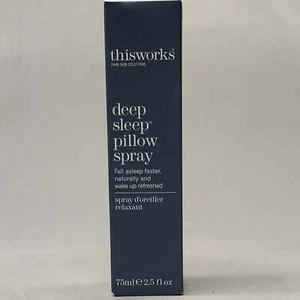 thisworks®
deep
sleep™
pillow
spray
Fall asleep faster,
naturally and
wake up refreshed
spray d'oreiller
relaxant
75ml℮2.5 fl oz